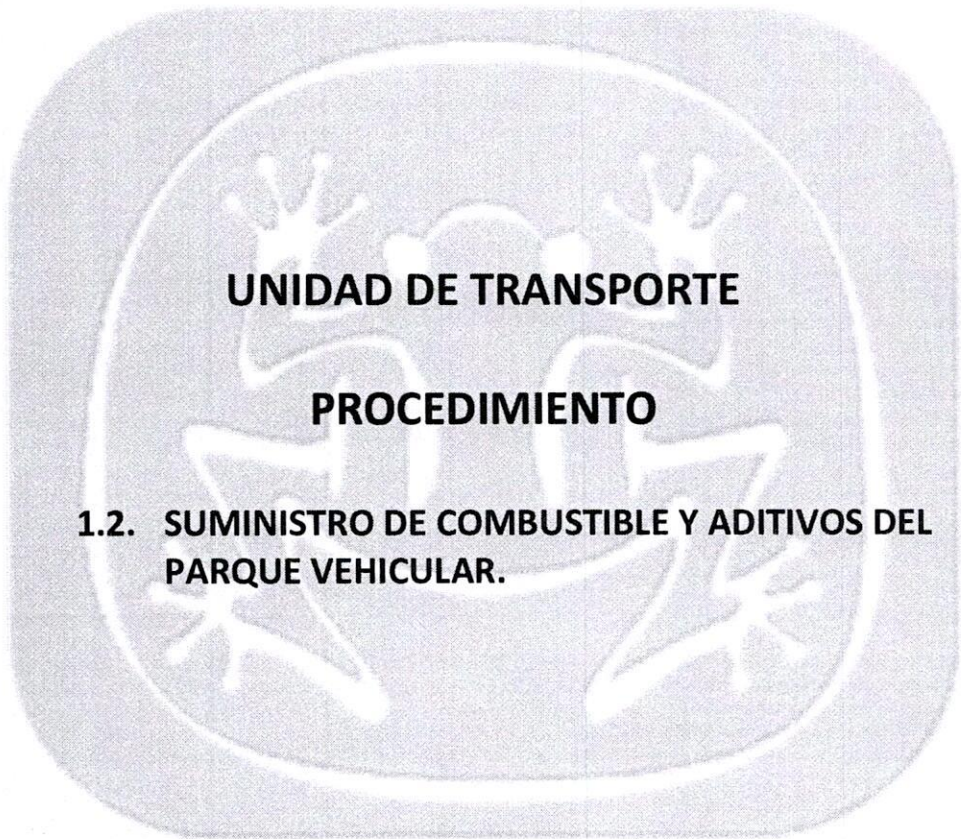 UNIDAD DE TRANSPORTE
PROCEDIMIENTO
1.2. SUMINISTRO DE COMBUSTIBLE Y ADITIVOS DEL
PARQUE VEHICULAR.